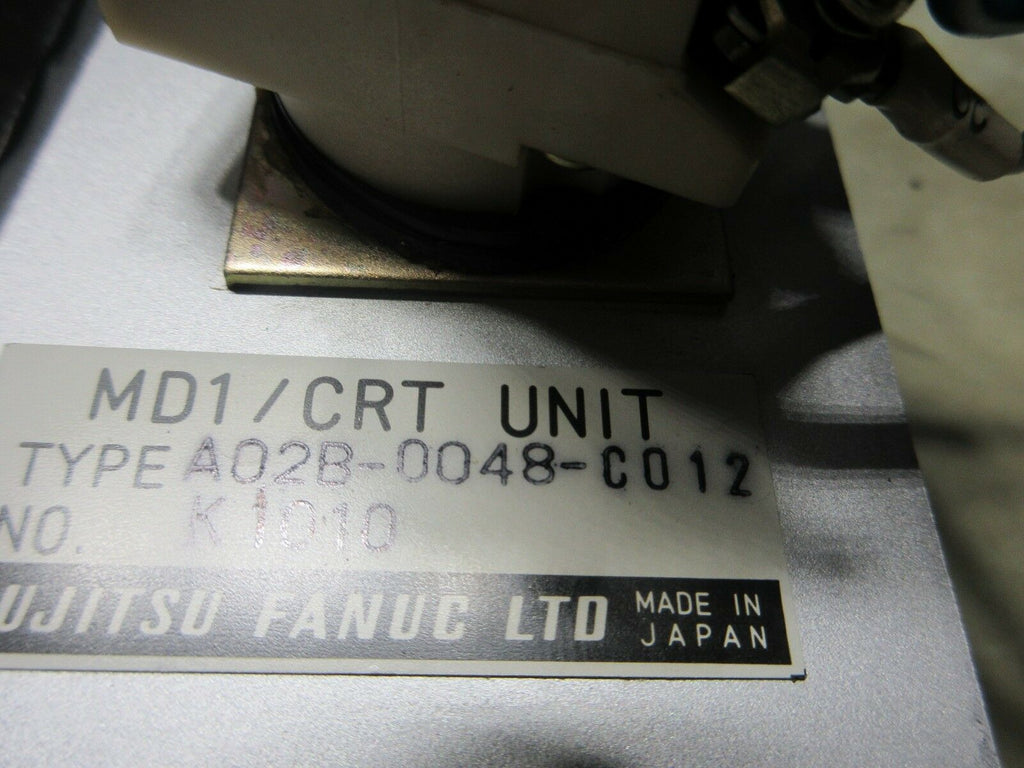 MD1/CRT UNIT
TYPE A02B-0048-C012
NO. K1010
UJITSU FANUC LTD MADE IN JAPAN